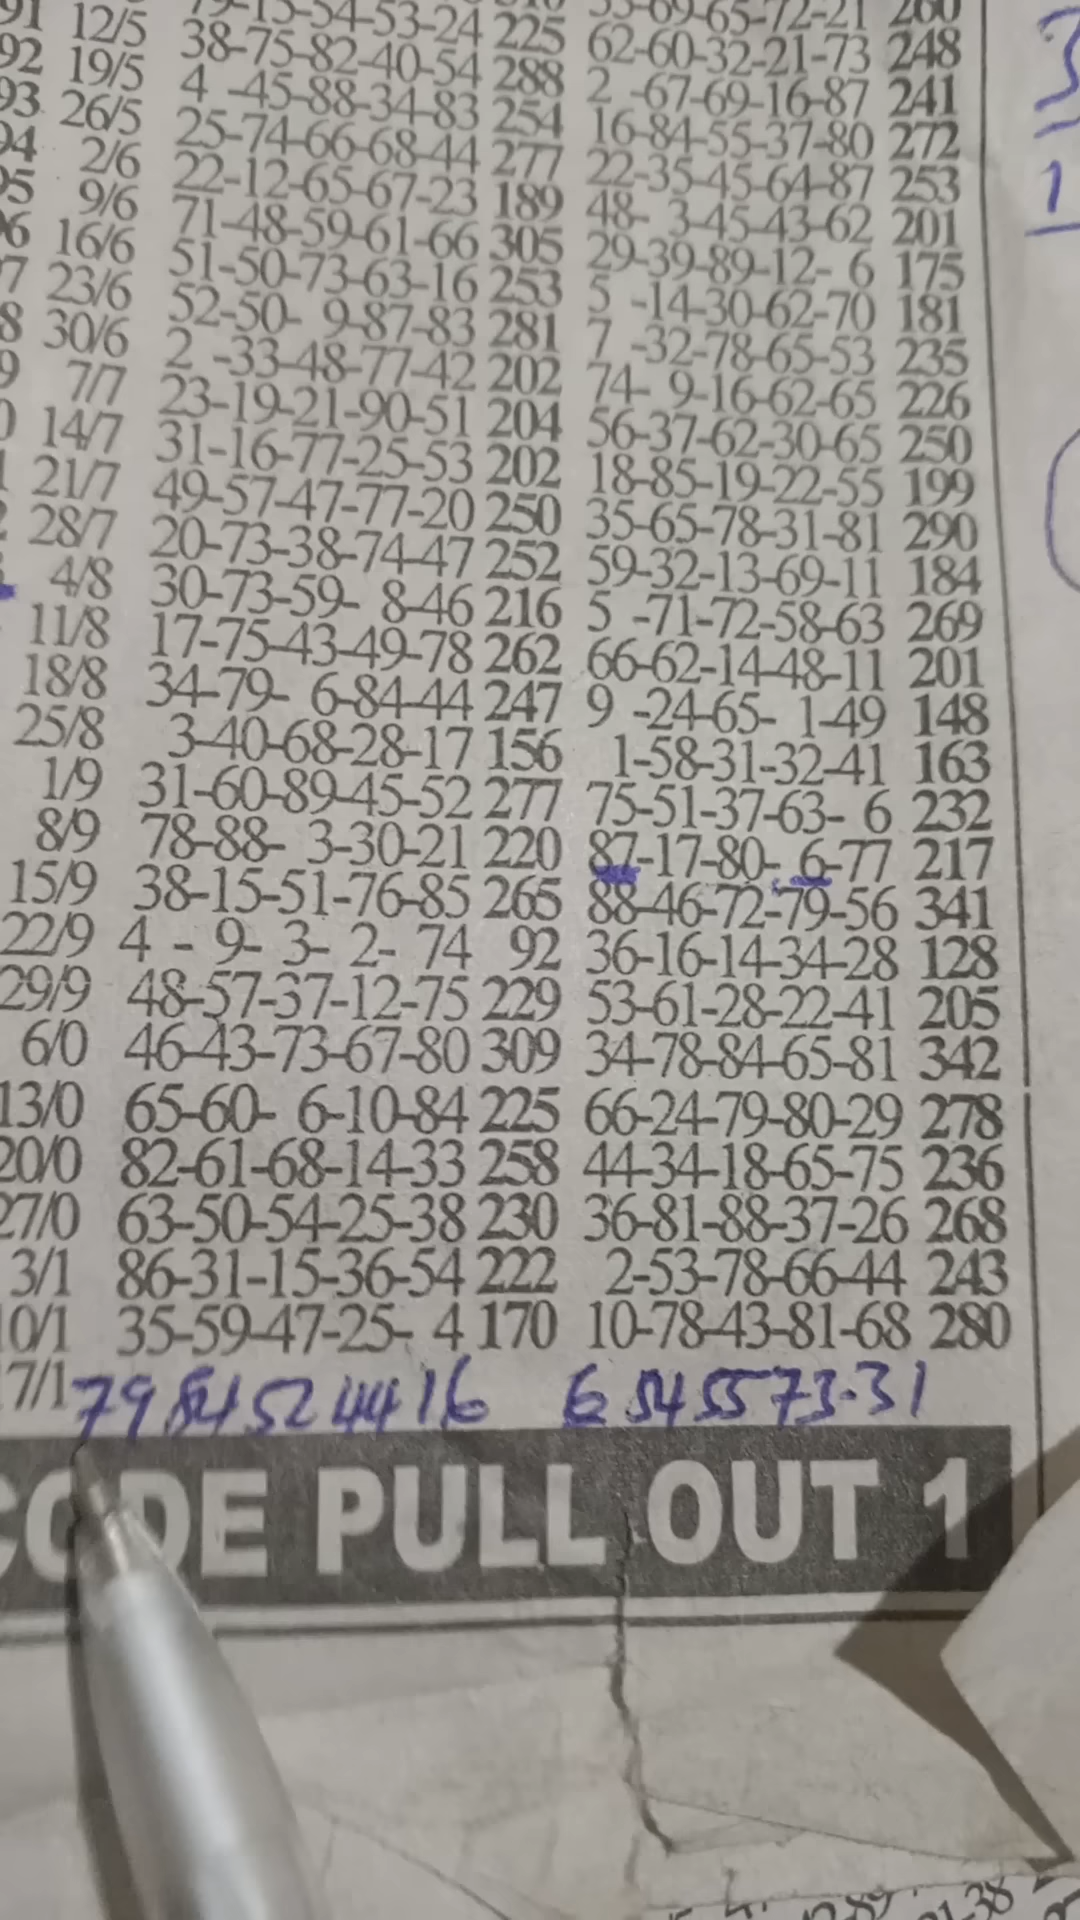 79-15-54-53-24 225 62-60-32-21-73 248
91 12/5 38-75-82-40-54 288 2 -67-69-16-87 241
92 19/5 4 -45-88-34-83 254 16-84-55-37-80 272
93 26/5 25-74-66-68-44 277 22-35-45-64-87 253
94 2/6 22-12-65-67-23 189 48- 3-45-43-62 201
95 9/6 71-48-59-61-66 305 29-39-89-12- 6 175
96 16/6 51-50-73-63-16 253 5 -14-30-62-70 181
7 23/6 52-50- 9-87-83 281 7 -32-78-65-53 235
8 30/6 2 -33-48-77-42 202 74- 9-16-62-65 226
9 7/7 23-19-21-90-51 204 56-37-62-30-65 250
0 14/7 31-16-77-25-53 202 18-85-19-22-55 199
1 21/7 49-57-47-77-20 250 35-65-78-31-81 290
28/7 20-73-38-74-47 252 59-32-13-69-11 184
4/8 30-73-59- 8-46 216 5 -71-72-58-63 269
11/8 17-75-43-49-78 262 66-62-14-48-11 201
18/8 34-79- 6-84-44 247 9 -24-65- 1-49 148
25/8 3-40-68-28-17 156 1-58-31-32-41 163
1/9 31-60-89-45-52 277 75-51-37-63- 6 232
8/9 78-88- 3-30-21 220 87-17-80- 6-77 217
15/9 38-15-51-76-85 265 88-46-72-79-56 341
22/9 4 - 9- 3- 2- 74 92 36-16-14-34-28 128
29/9 48-57-37-12-75 229 53-61-28-22-41 205
6/0 46-43-73-67-80 309 34-78-84-65-81 342
13/0 65-60- 6-10-84 225 66-24-79-80-29 278
20/0 82-61-68-14-33 258 44-34-18-65-75 236
27/0 63-50-54-25-38 230 36-81-88-37-26 268
3/1 86-31-15-36-54 222 2-53-78-66-44 243
10/1 35-59-47-25- 4 170 10-78-43-81-68 280
7/1 79 84 52 44 16 6 54 55 73.31
CODE PULL OUT 1